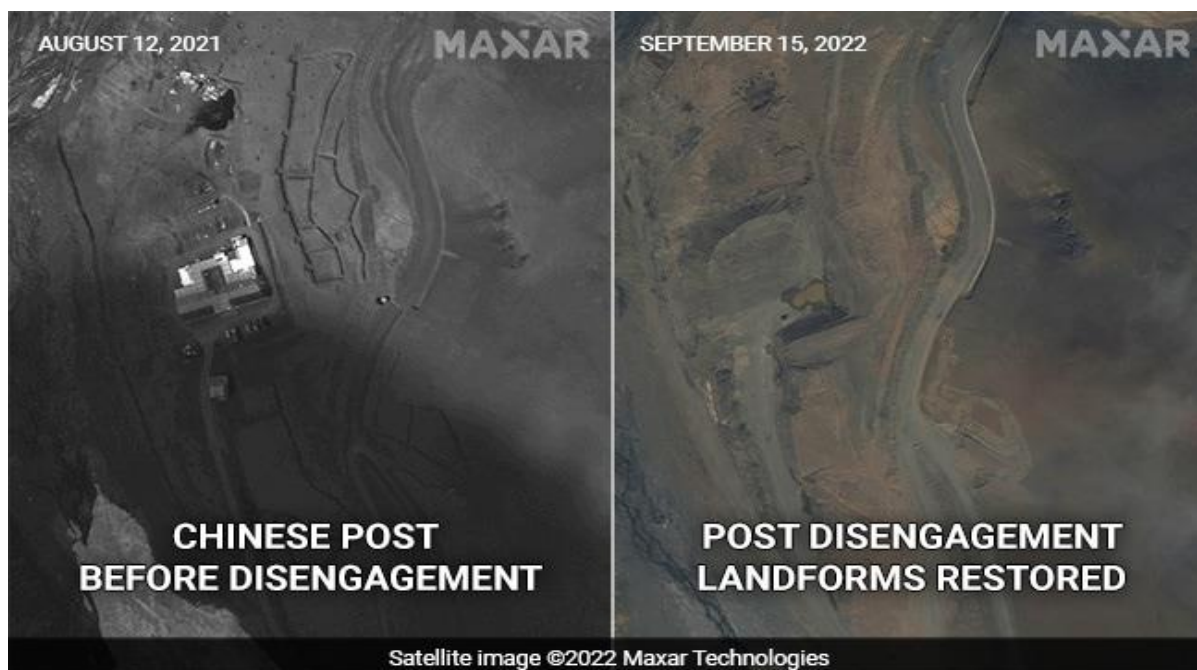 AUGUST 12, 2021
MAXAR
SEPTEMBER 15, 2022
MAXAR
CHINESE POST
BEFORE DISENGAGEMENT
POST DISENGAGEMENT
LANDFORMS RESTORED
Satellite image ©2022 Maxar Technologies